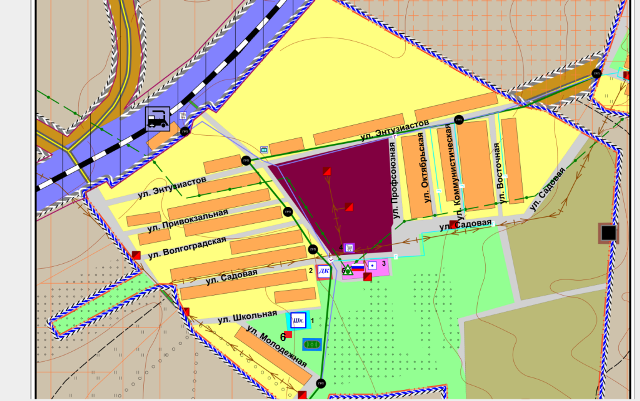 ул. Энтузиастов
ул. Энтузиастов
ул. Привокзальная
ул. Волгоградская
ул. Садовая
ул. Школьная
ул. Молодежная
ул. Профсоюзная
ул. Октябрьская
ул. Коммунистическая
ул. Восточная
ул. Садовая
ул. Садовая
2
ДК
3
Шк
1
6